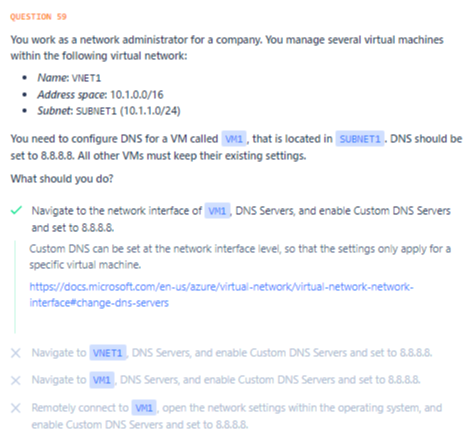 QUESTION 59
You work as a network administrator for a company. You manage several virtual machines
within the following virtual network:
• Name: VNET1
• Address space: 10.1.0.0/16
• Subnet: SUBNET1 (10.1.1.0/24)
You need to configure DNS for a VM called VM1, that is located in SUBNET1. DNS should be
set to 8.8.8.8. All other VMs must keep their existing settings.
What should you do?
Navigate to the network interface of VM1, DNS Servers, and enable Custom DNS Servers
and set to 8.8.8.8.
Custom DNS can be set at the network interface level, so that the settings only apply for a
specific virtual machine.
https://docs.microsoft.com/en-us/azure/virtual-network/virtual-network-network-
interface#change-dns-servers
Navigate to VNET1, DNS Servers, and enable Custom DNS Servers and set to 8.8.8.8.
Navigate to VM1, DNS Servers, and enable Custom DNS Servers and set to 8.8.8.8.
Remotely connect to VM1, open the network settings within the operating system, and
enable Custom DNS Servers and set to 8.8.8.8.